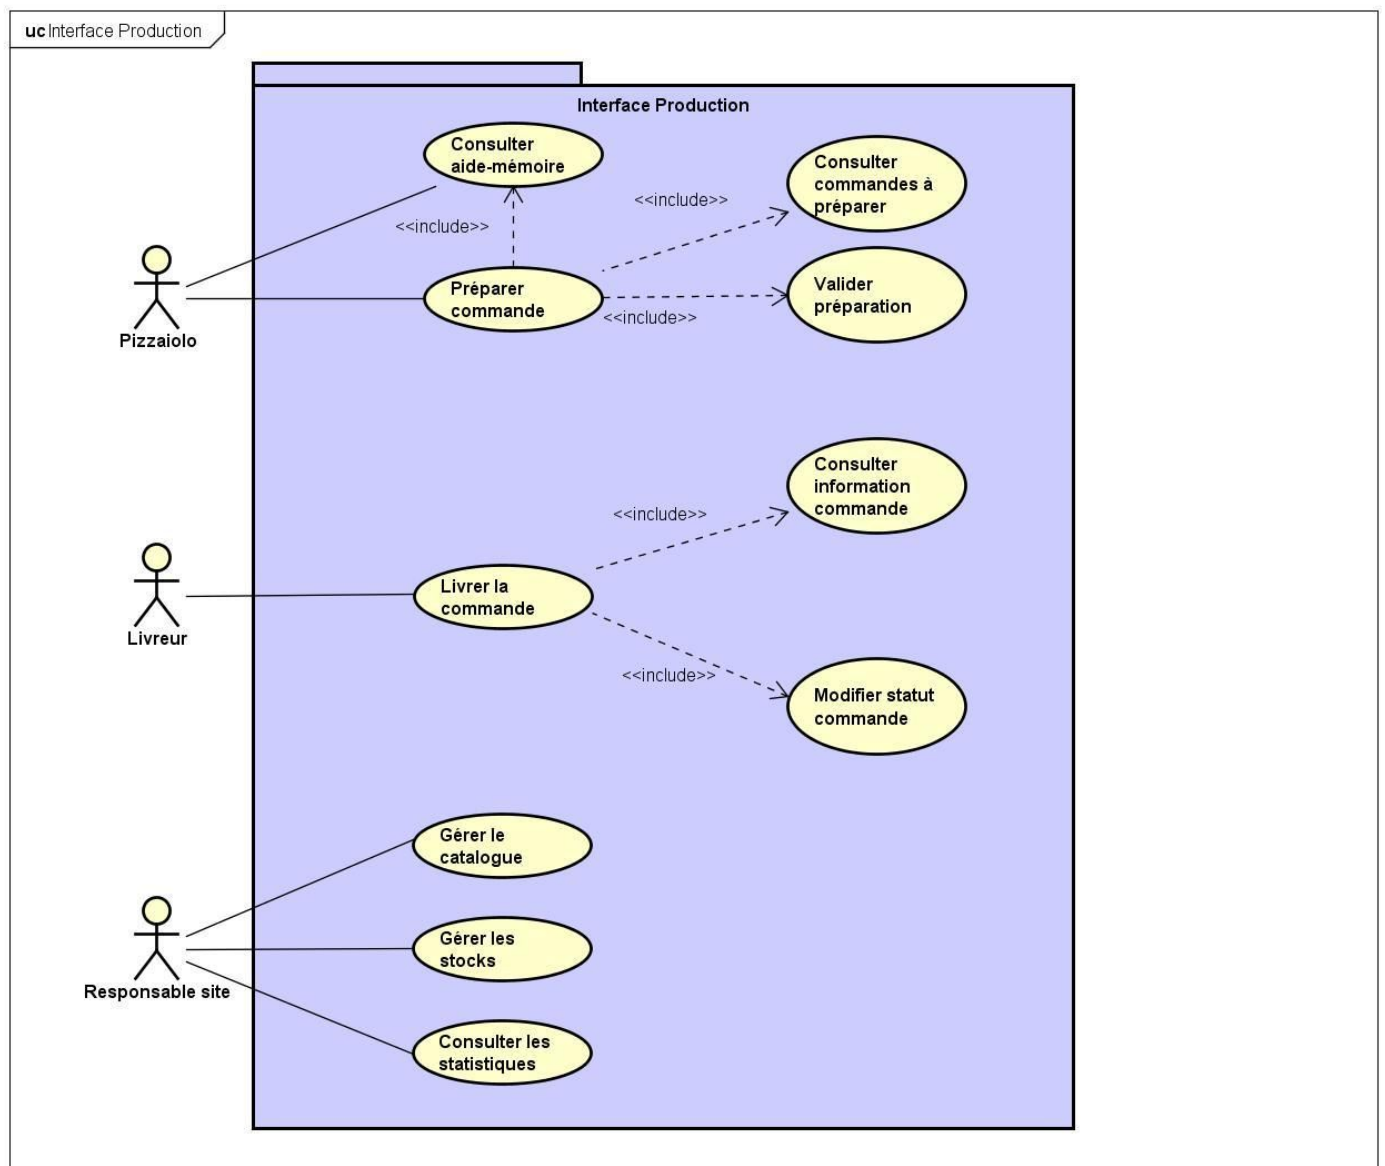 uc Interface Production
Interface Production
Consulter
aide-mémoire
Consulter
commandes à
préparer
<<include>>
<<include>>
Préparer
commande
Valider
préparation
<<include>>
Pizzaiolo
Consulter
information
commande
<<include>>
Livrer la
commande
Livreur
<<include>>
Modifier statut
commande
Gérer le
catalogue
Gérer les
stocks
Responsable site
Consulter les
statistiques